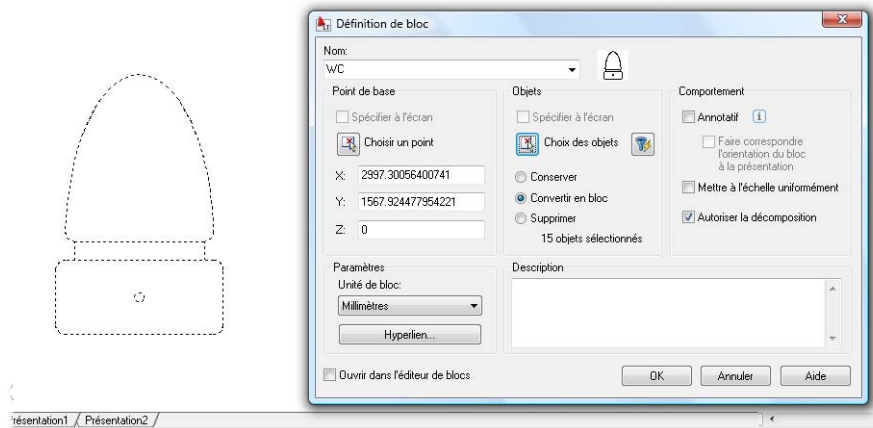 Définition de bloc
Nom:
WC
Point de base
Spécifier à l'écran
Choisir un point
X: 2997.30056400741
Y: 1567.924477954221
Z: 0
Objets
Spécifier à l'écran
Choix des objets
Conserver
Convertir en bloc
Supprimer
15 objets sélectionnés
Comportement
Annotatif
Faire correspondre
l'orientation du bloc
à la présentation
Mettre à l'échelle uniformément
Autoriser la décomposition
Paramètres
Unité de bloc:
Millimètres
Hyperlien...
Description
Ouvrir dans l'éditeur de blocs
OK Annuler Aide
résentation1 / Présentation2 /